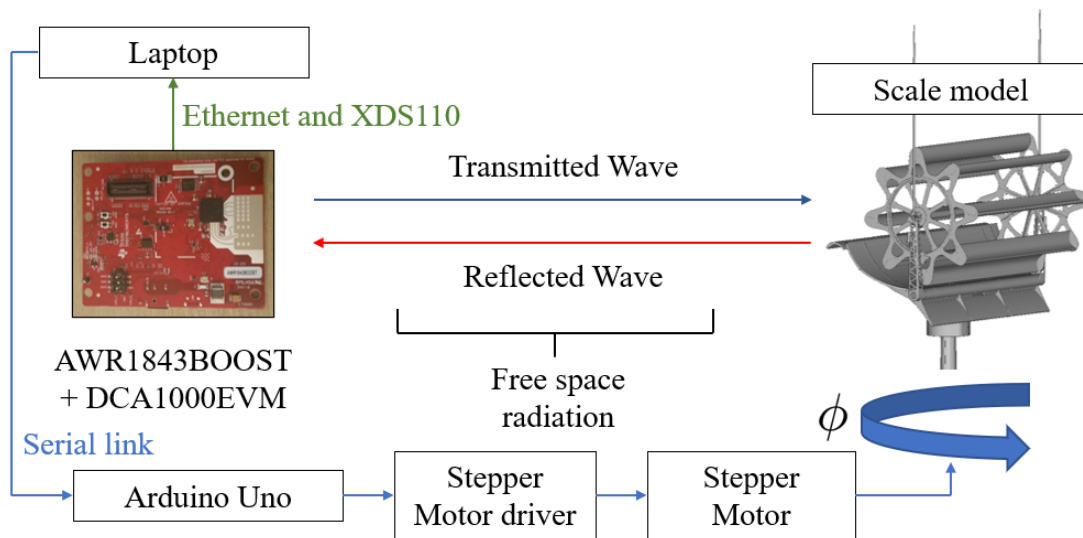 Laptop
Scale model
Ethernet and XDS110
Transmitted Wave
Reflected Wave
AWR1843BOOST
AWR1843BOOST
+ DCA1000EVM
Free space
radiation
ϕ
Serial link
Arduino Uno
Stepper
Motor driver
Stepper
Motor